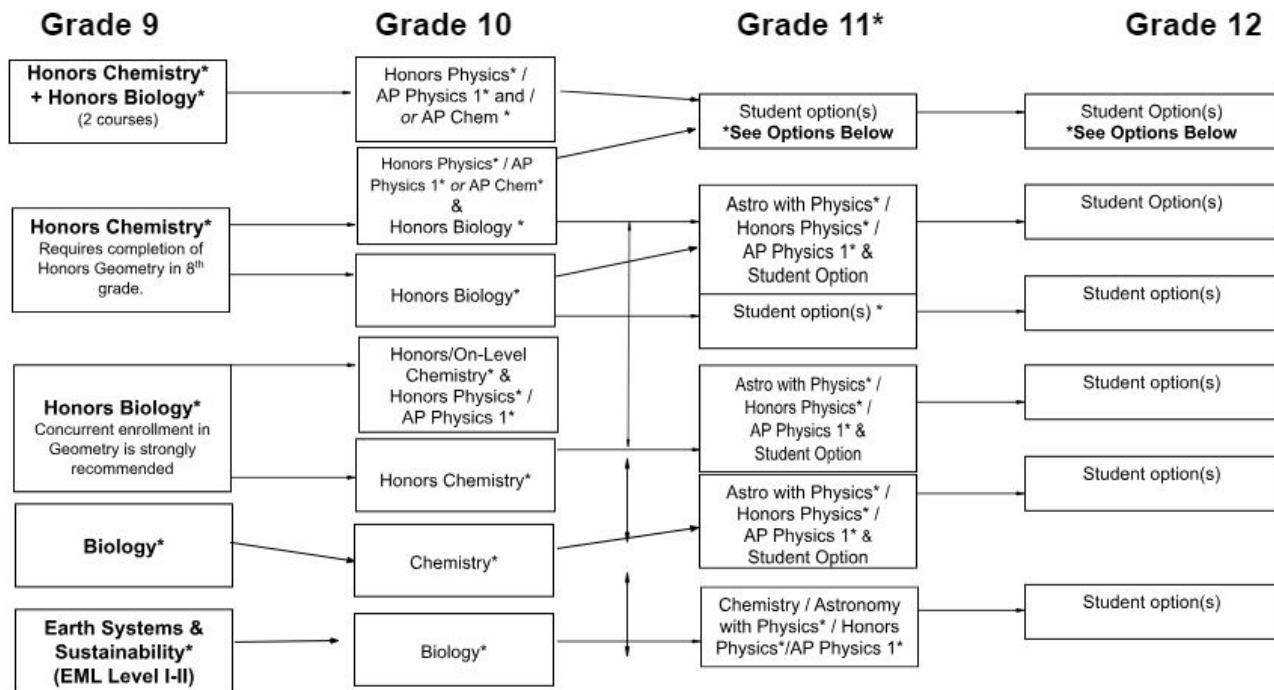 Grade 9
Grade 10
Grade 11*
Grade 12
Honors Chemistry*
+ Honors Biology*
(2 courses)
Honors Physics* /
AP Physics 1* and /
or AP Chem *
Student option(s)
*See Options Below
Student Option(s)
*See Options Below
Honors Physics* / AP
Physics 1* or AP Chem*
&
Honors Biology *
Honors Chemistry*
Requires completion of
Honors Geometry in 8th
grade.
Astro with Physics* /
Honors Physics* /
AP Physics 1* &
Student Option
Student Option(s)
Honors Biology*
Student option(s) *
Student option(s)
Honors/On-Level
Chemistry* &
Honors Physics* /
AP Physics 1*
Honors Biology*
Concurrent enrollment in
Geometry is strongly
recommended
Astro with Physics* /
Honors Physics* /
AP Physics 1* &
Student Option
Student option(s)
Honors Chemistry*
Astro with Physics* /
Honors Physics* /
AP Physics 1* &
Student Option
Student option(s)
Biology*
Chemistry*
Earth Systems &
Sustainability*
(EML Level I-II)
Biology*
Chemistry / Astronomy
with Physics* / Honors
Physics*/AP Physics 1*
Student option(s)